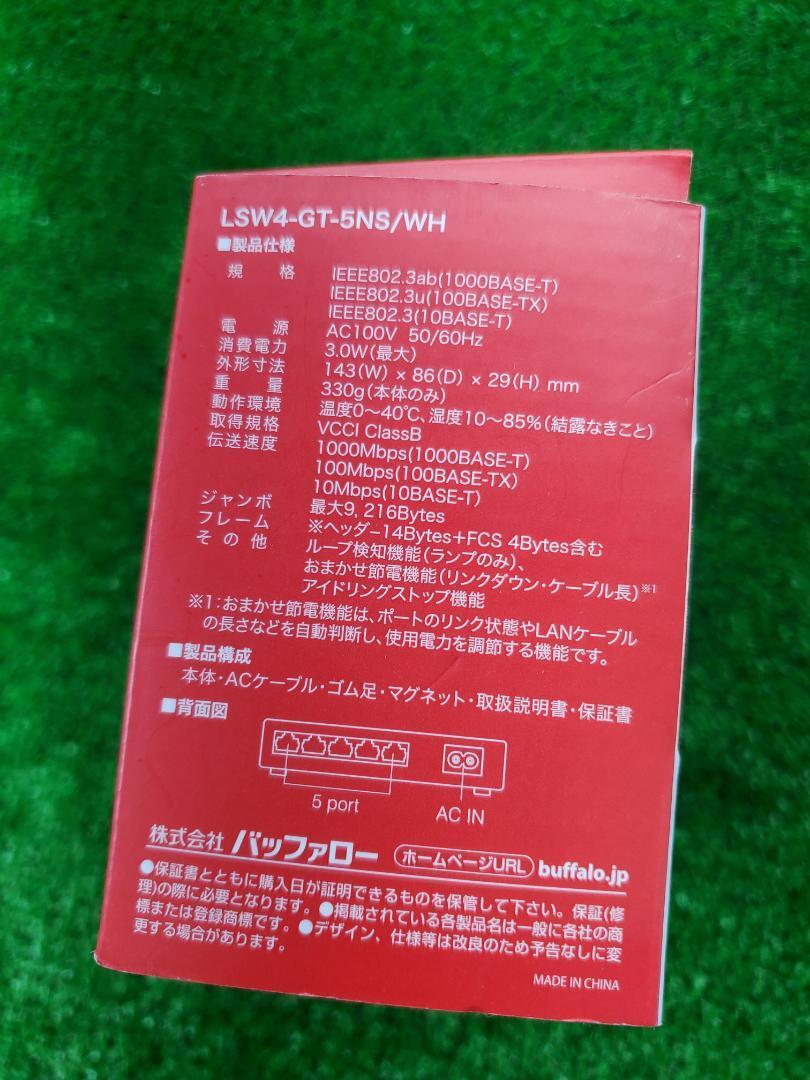 LSW4-GT-5NS/WH
■製品仕様
規 格 IEEE802.3ab(1000BASE-T)
IEEE802.3u(100BASE-TX)
IEEE802.3(10BASE-T)
電 源 AC100V 50/60Hz
消費電力 3.0W(最大)
外形寸法 143(W) × 86(D) × 29(H) mm
重 量 330g(本体のみ)
動作環境 温度0〜40℃、湿度10〜85%(結露なきこと)
取得規格 VCCI ClassB
伝送速度 1000Mbps(1000BASE-T)
100Mbps(100BASE-TX)
10Mbps(10BASE-T)
ジャンボ 最大9, 216Bytes
フレーム ※ヘッダ-14Bytes+FCS 4Bytes含む
そ の 他 ループ検知機能(ランプのみ)、
おまかせ節電機能(リンクダウン・ケーブル長)※1
アイドリングストップ機能
※1：おまかせ節電機能は、ポートのリンク状態やLANケーブル
の長さなどを自動判断し、使用電力を調節する機能です。
■製品構成
本体・ACケーブル・ゴム足・マグネット・取扱説明書・保証書
■背面図
5 port
AC IN
株式会社 バッファロー ホームページURL buffalo.jp
●保証書とともに購入日が証明できるものを保管して下さい。保証(修
理)の際に必要となります。●掲載されている各製品名は一般に各社の商
標または登録商標です。●デザイン、仕様等は改良のため予告なしに変
更する場合があります。
MADE IN CHINA